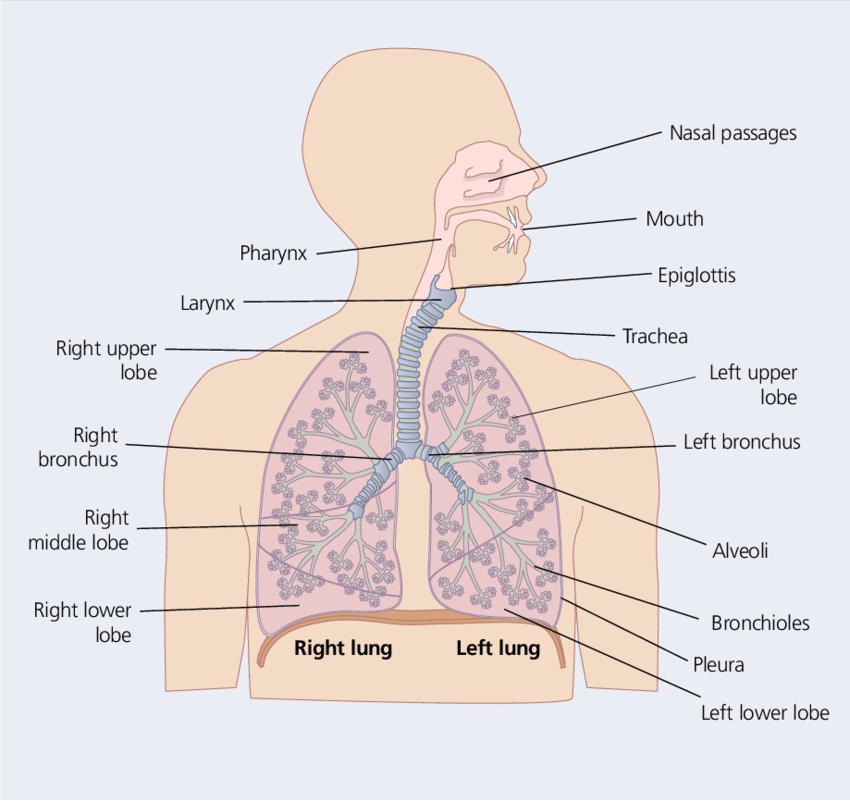 Nasal passages
Mouth
Pharynx
Epiglottis
Larynx
Trachea
Right upper
lobe
Left upper
lobe
Right
bronchus
Left bronchus
Right
middle lobe
Alveoli
Right lower
lobe
Bronchioles
Right lung
Left lung
Pleura
Left lower lobe